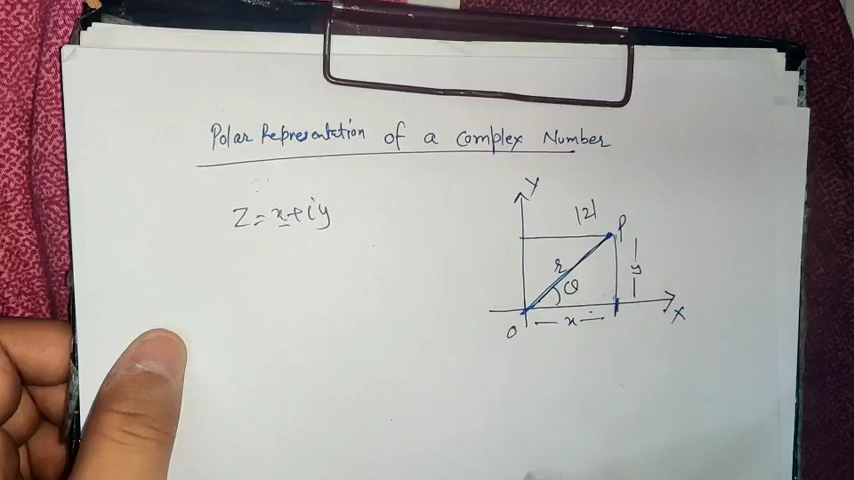 Polar Representation of a Complex Number
Z = x + iy
Y
|z|
P
r
θ
y
x
O
X